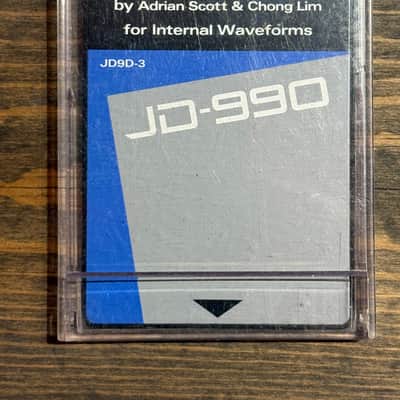 by Adrian Scott & Chong Lim
for Internal Waveforms
JD9D-3
JD-990